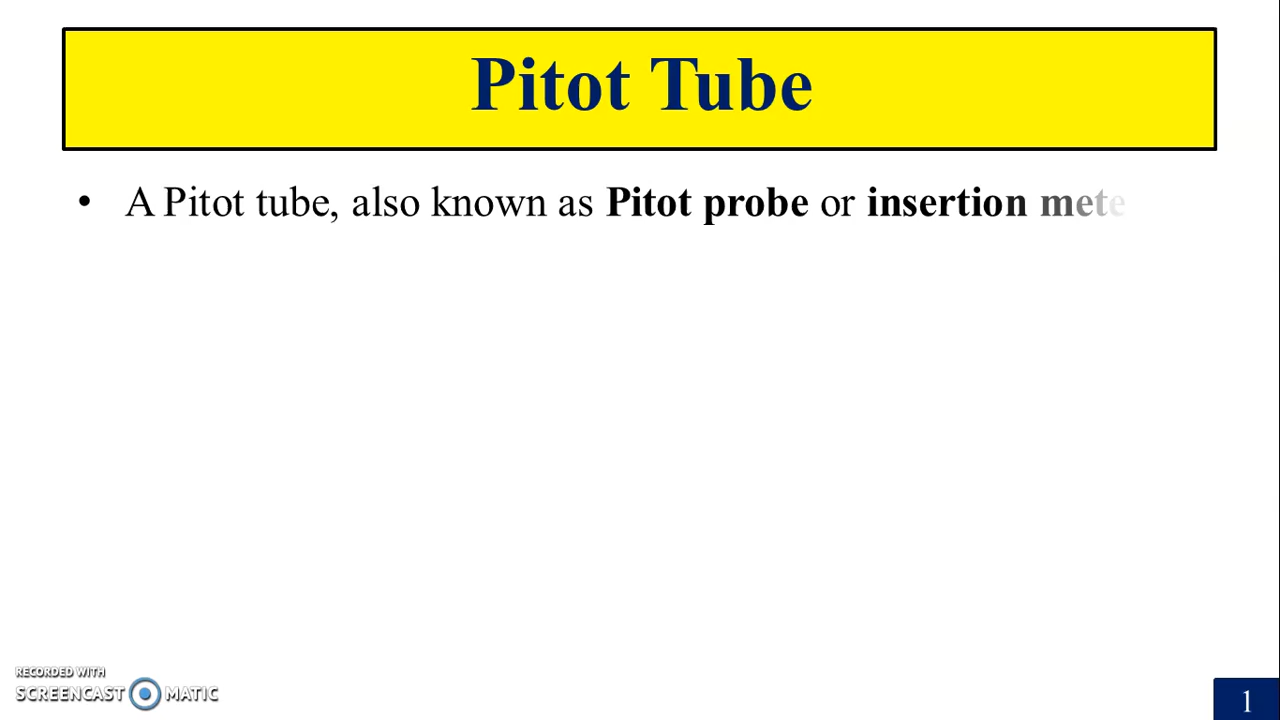 Pitot Tube
• A Pitot tube, also known as Pitot probe or insertion mete
RECORDED WITH
SCREENCAST MATIC
1